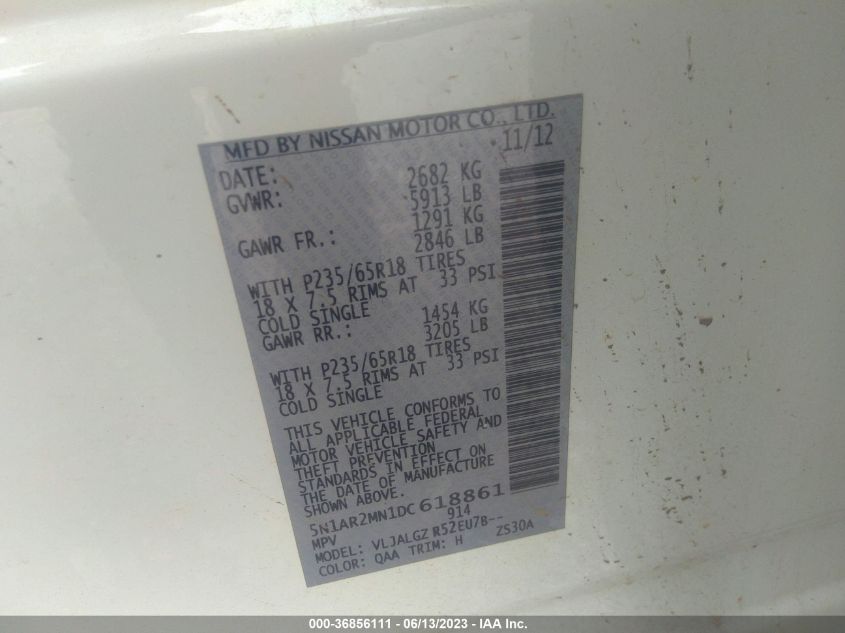 MFD BY NISSAN MOTOR CO., LTD.
DATE: 11/12
GVWR: 2682 KG
5913 LB
GAWR FR.: 1291 KG
2846 LB
WITH P235/65R18 TIRES
18 X 7.5 RIMS AT 33 PSI
COLD SINGLE
GAWR RR.: 1454 KG
3205 LB
WITH P235/65R18 TIRES
18 X 7.5 RIMS AT 33 PSI
COLD SINGLE
THIS VEHICLE CONFORMS TO
ALL APPLICABLE FEDERAL
MOTOR VEHICLE SAFETY AND
THEFT PREVENTION
STANDARDS IN EFFECT ON
THE DATE OF MANUFACTURE
SHOWN ABOVE.
5N1AR2MN1DC618861
MPV 914
MODEL: VLJALGZ R52EU7B--
COLOR: QAA TRIM: H ZS30A
000-36856111 - 06/13/2023 - IAA Inc.